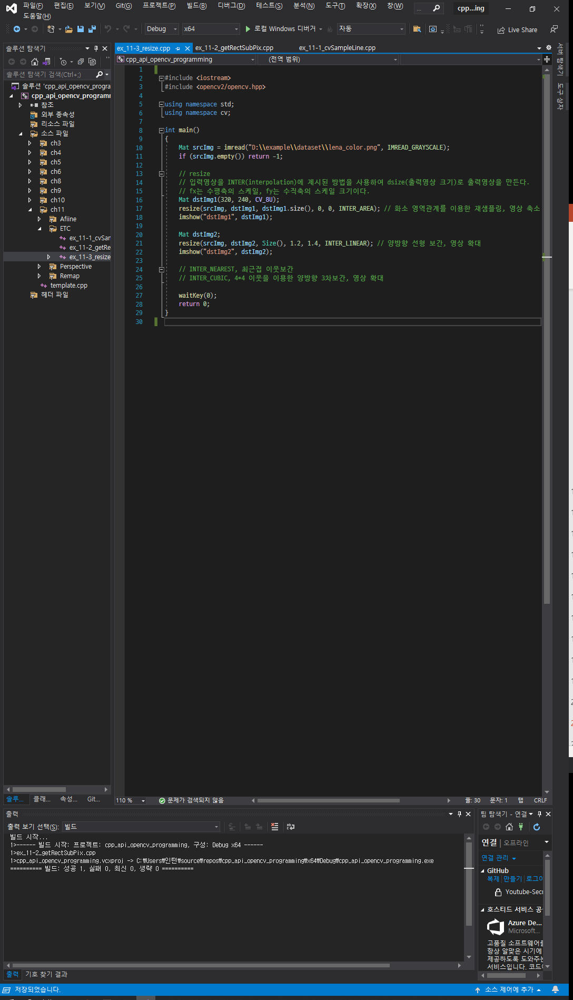 파일(F) 편집(E) 보기(V) Git(G) 프로젝트(P) 빌드(B) 디버그(D) 테스트(S) 분석(N) 도구(T) 확장(X) 창(W) ... cpp...ing
도움말(H)
Debug x64 로컬 Windows 디버거 자동 Live Share
솔루션 탐색기
솔루션 탐색기 검색(Ctrl+;)
솔루션 'cpp_api_opencv_progra
cpp_api_opencv_programm
참조
외부 종속성
리소스 파일
소스 파일
ch3
ch4
ch5
ch6
ch8
ch9
ch10
ch11
Afiine
ETC
ex_11-1_cvSar
ex_11-2_getRe
ex_11-3_resize
Perspective
Remap
template.cpp
헤더 파일
솔루... 클래... 속성... Git...
ex_11-3_resize.cpp ex_11-2_getRectSubPix.cpp ex_11-1_cvSampleLine.cpp
cpp_api_opencv_programming (전역 범위)
1
2 #include <iostream>
3 #include <opencv2/opencv.hpp>
4
5 using namespace std;
6 using namespace cv;
7
8 int main()
9 {
10 Mat srcImg = imread("D:\\example\\dataset\\lena_color.png", IMREAD_GRAYSCALE);
11 if (srcImg.empty()) return -1;
12
13 // resize
14 // 입력영상을 INTER(interpolation)에 제시된 방법을 사용하여 dsize(출력영상 크기)로 출력영상을 만든다.
15 // fx는 수평축의 스케일, fy는 수직축의 스케일 크기이다.
16 Mat dstImg1(320, 240, CV_8U);
17 resize(srcImg, dstImg1, dstImg1.size(), 0, 0, INTER_AREA); // 화소 영역관계를 이용한 재샘플링, 영상 축소
18 imshow("dstImg1", dstImg1);
19
20 Mat dstImg2;
21 resize(srcImg, dstImg2, Size(), 1.2, 1.4, INTER_LINEAR); // 양방향 선형 보간, 영상 확대
22 imshow("dstImg2", dstImg2);
23
24 // INTER_NEAREST, 최근접 이웃보간
25 // INTER_CUBIC, 4*4 이웃을 이용한 양방향 3차보간, 영상 확대
26
27 waitKey(0);
28 return 0;
29 }
30
110 % 문제가 검색되지 않음 줄: 30 문자: 1 탭 CRLF
서버 탐색기
도구 상자
출력
출력 보기 선택(S): 빌드
빌드 시작...
1>------ 빌드 시작: 프로젝트: cpp_api_opencv_programming, 구성: Debug x64 ------
1>ex_11-2_getRectSubPix.cpp
1>cpp_api_opencv_programming.vcxproj -> C:₩Users₩인턴₩source₩repos₩cpp_api_opencv_programming₩x64₩Debug₩cpp_api_opencv_programming.exe
========== 빌드: 성공 1, 실패 0, 최신 0, 생략 0 ==========
출력 기호 찾기 결과
팀 탐색기 - 연결
연결 | 오프라인
연결 관리
GitHub
복제 | 만들기 | 로그아
Youtube-Secr
호스티드 서비스 공
Azure De...
Microsoft...
고품질 소프트웨어를
항상 알맞은 시기에
제공하도록 도와주는
서비스입니다. 코드
저장되었습니다. 소스 제어에 추가